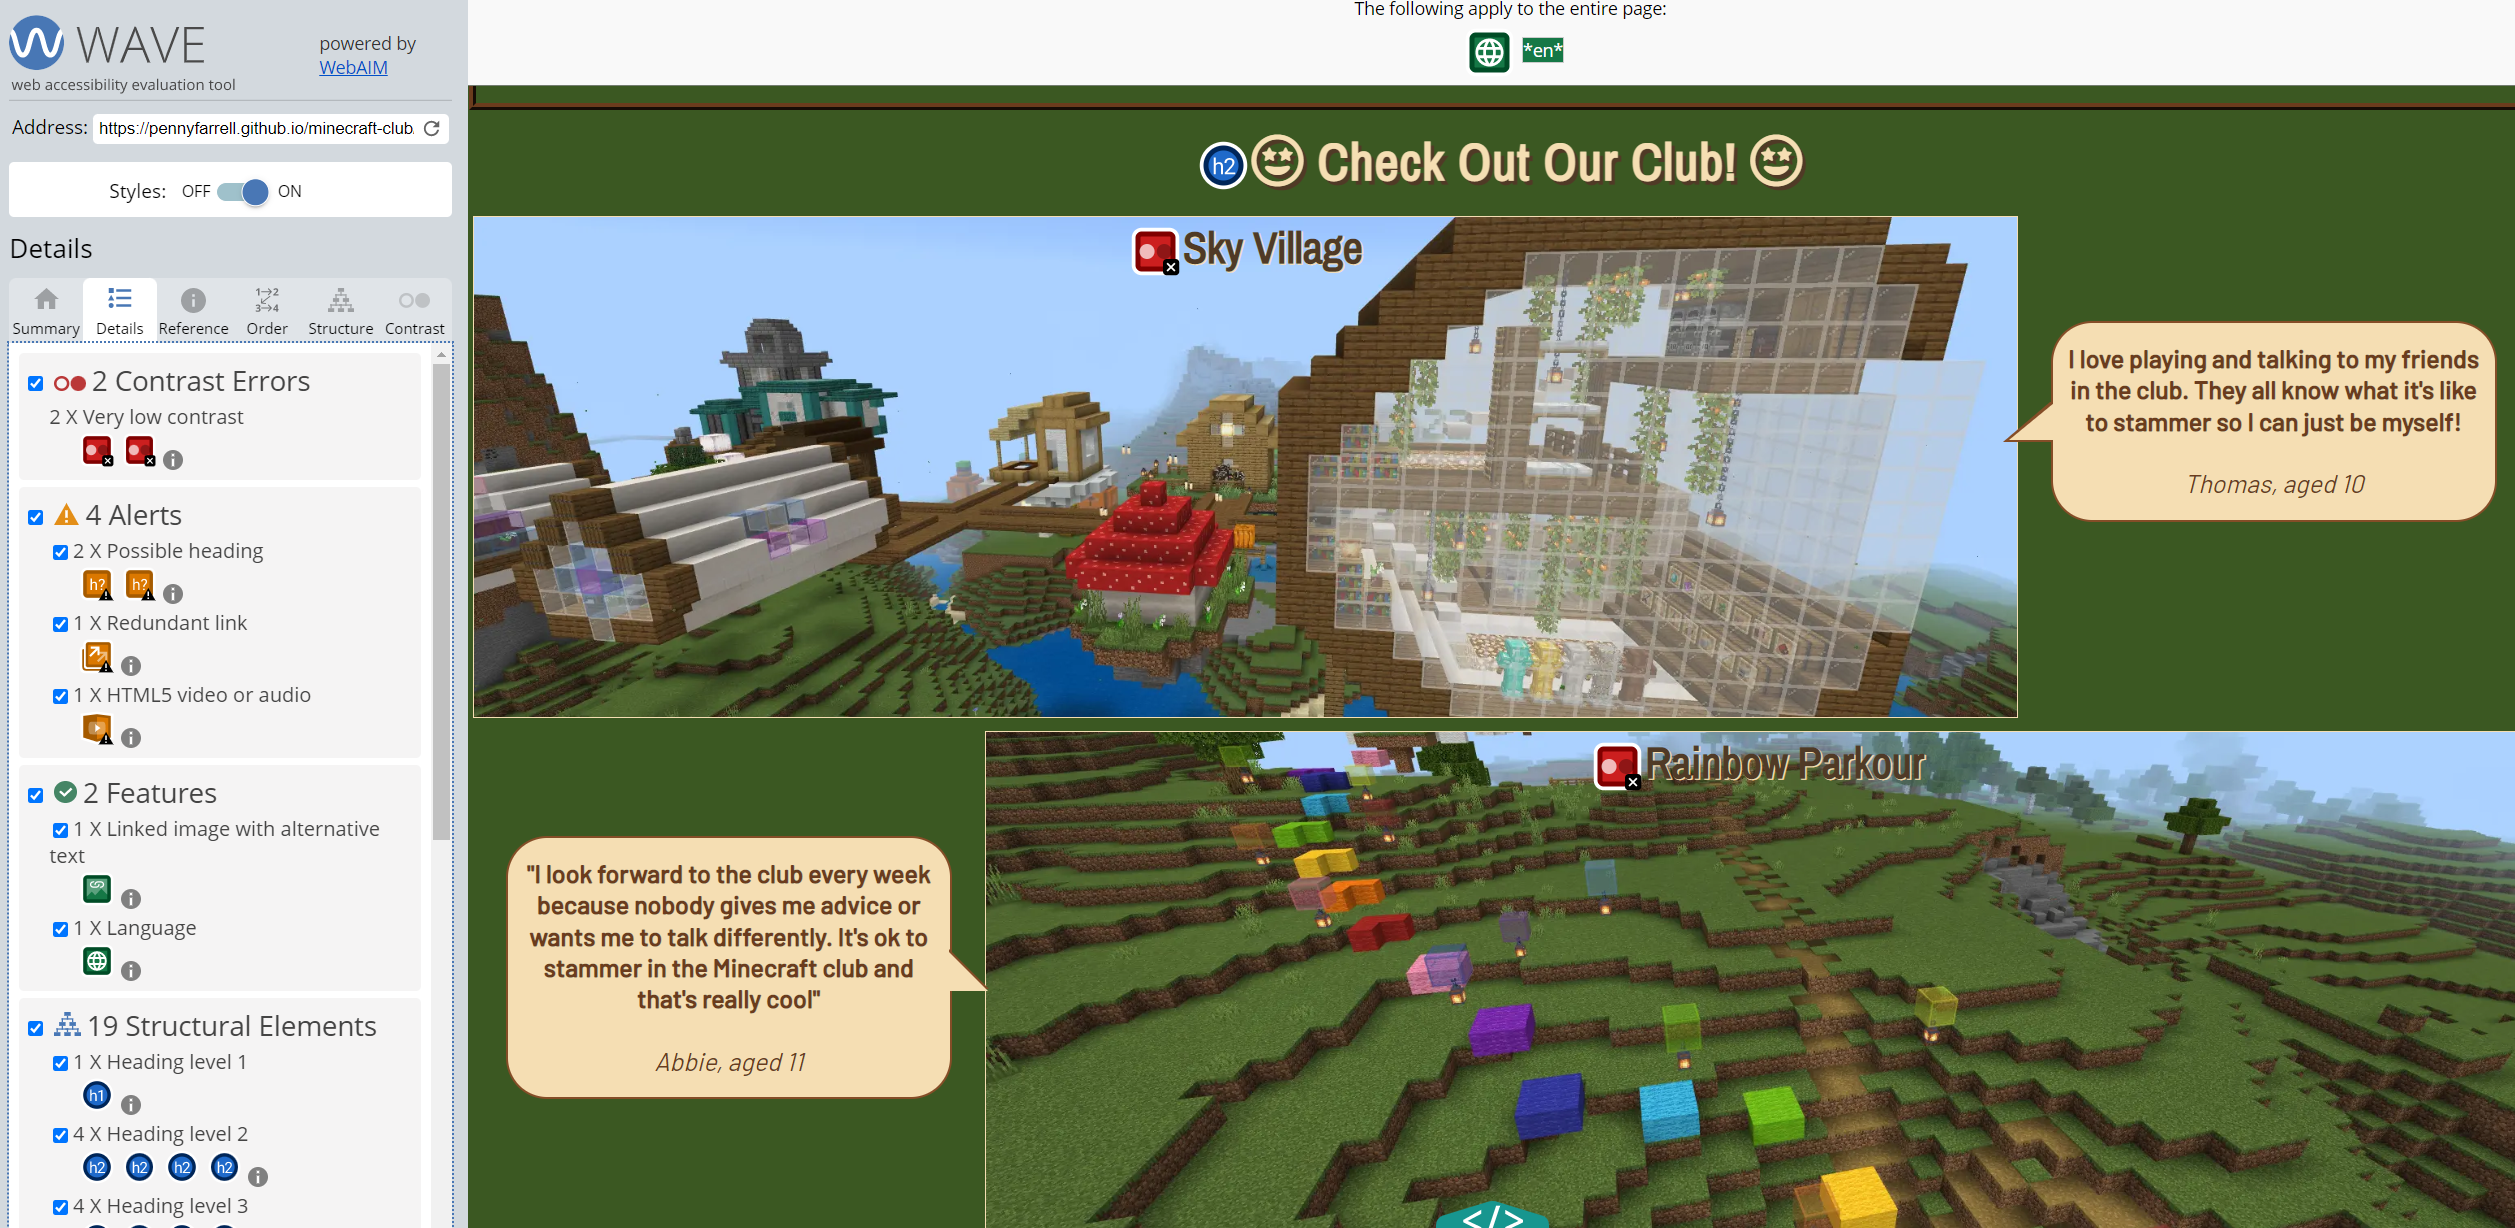 WAVE
powered by
WebAIM
web accessibility evaluation tool
Address: https://pennyfarrell.github.io/minecraft-club.
Styles: OFF ON
Details
Summary Details Reference Order Structure Contrast
2 Contrast Errors
2 X Very low contrast
4 Alerts
2 X Possible heading
h? h?
1 X Redundant link
1 X HTML5 video or audio
2 Features
1 X Linked image with alternative
text
1 X Language
19 Structural Elements
1 X Heading level 1
h1
4 X Heading level 2
h2 h2 h2 h2
4 X Heading level 3
The following apply to the entire page:
*en*
h2 Check Out Our Club!
Sky Village
I love playing and talking to my friends
in the club. They all know what it's like
to stammer so I can just be myself!
Thomas, aged 10
Rainbow Parkour
"I look forward to the club every week
because nobody gives me advice or
wants me to talk differently. It's ok to
stammer in the Minecraft club and
that's really cool"
Abbie, aged 11
</>